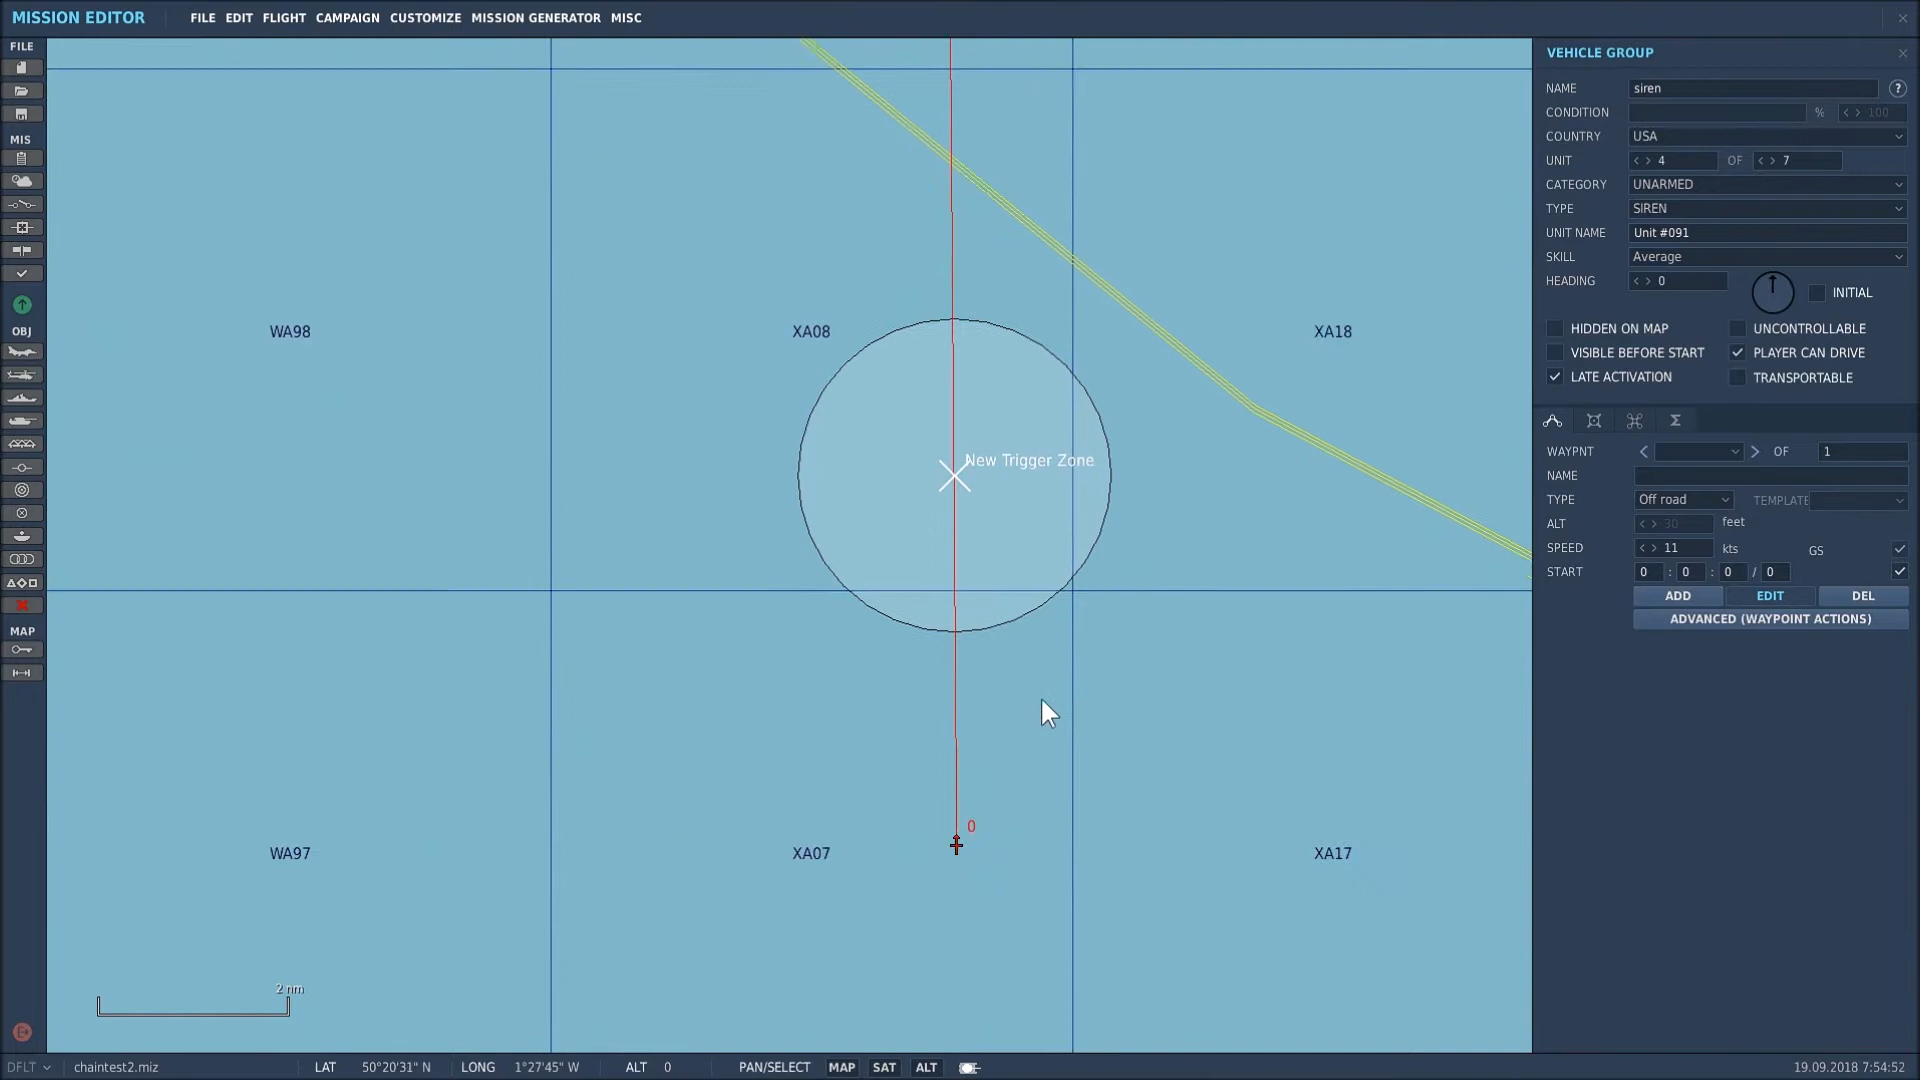 MISSION EDITOR
FILE EDIT FLIGHT CAMPAIGN CUSTOMIZE MISSION GENERATOR MISC
FILE
MIS
OBJ
MAP
WA98
XA08
XA18
New Trigger Zone
0
WA97
XA07
XA17
2 nm
VEHICLE GROUP
NAME siren ?
CONDITION % < > 100
COUNTRY USA
UNIT < > 4 OF < > 7
CATEGORY UNARMED
TYPE SIREN
UNIT NAME Unit #091
SKILL Average
HEADING < > 0 INITIAL
HIDDEN ON MAP UNCONTROLLABLE
VISIBLE BEFORE START PLAYER CAN DRIVE
LATE ACTIVATION TRANSPORTABLE
WAYPNT < > OF 1
NAME
TYPE Off road TEMPLATE
ALT < > 30 feet
SPEED < > 11 kts GS
START 0 : 0 : 0 / 0
ADD EDIT DEL
ADVANCED (WAYPOINT ACTIONS)
DFLT chaintest2.miz LAT 50°20'31" N LONG 1°27'45" W ALT 0 PAN/SELECT MAP SAT ALT 19.09.2018 7:54:52